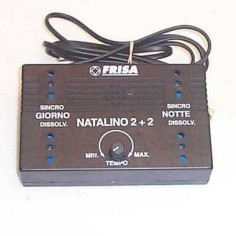 FRISA
SINCRO
GIORNO
DISSOLV.
NATALINO 2 + 2
SINCRO
NOTTE
DISSOLV.
MIN. MAX.
TEMPO